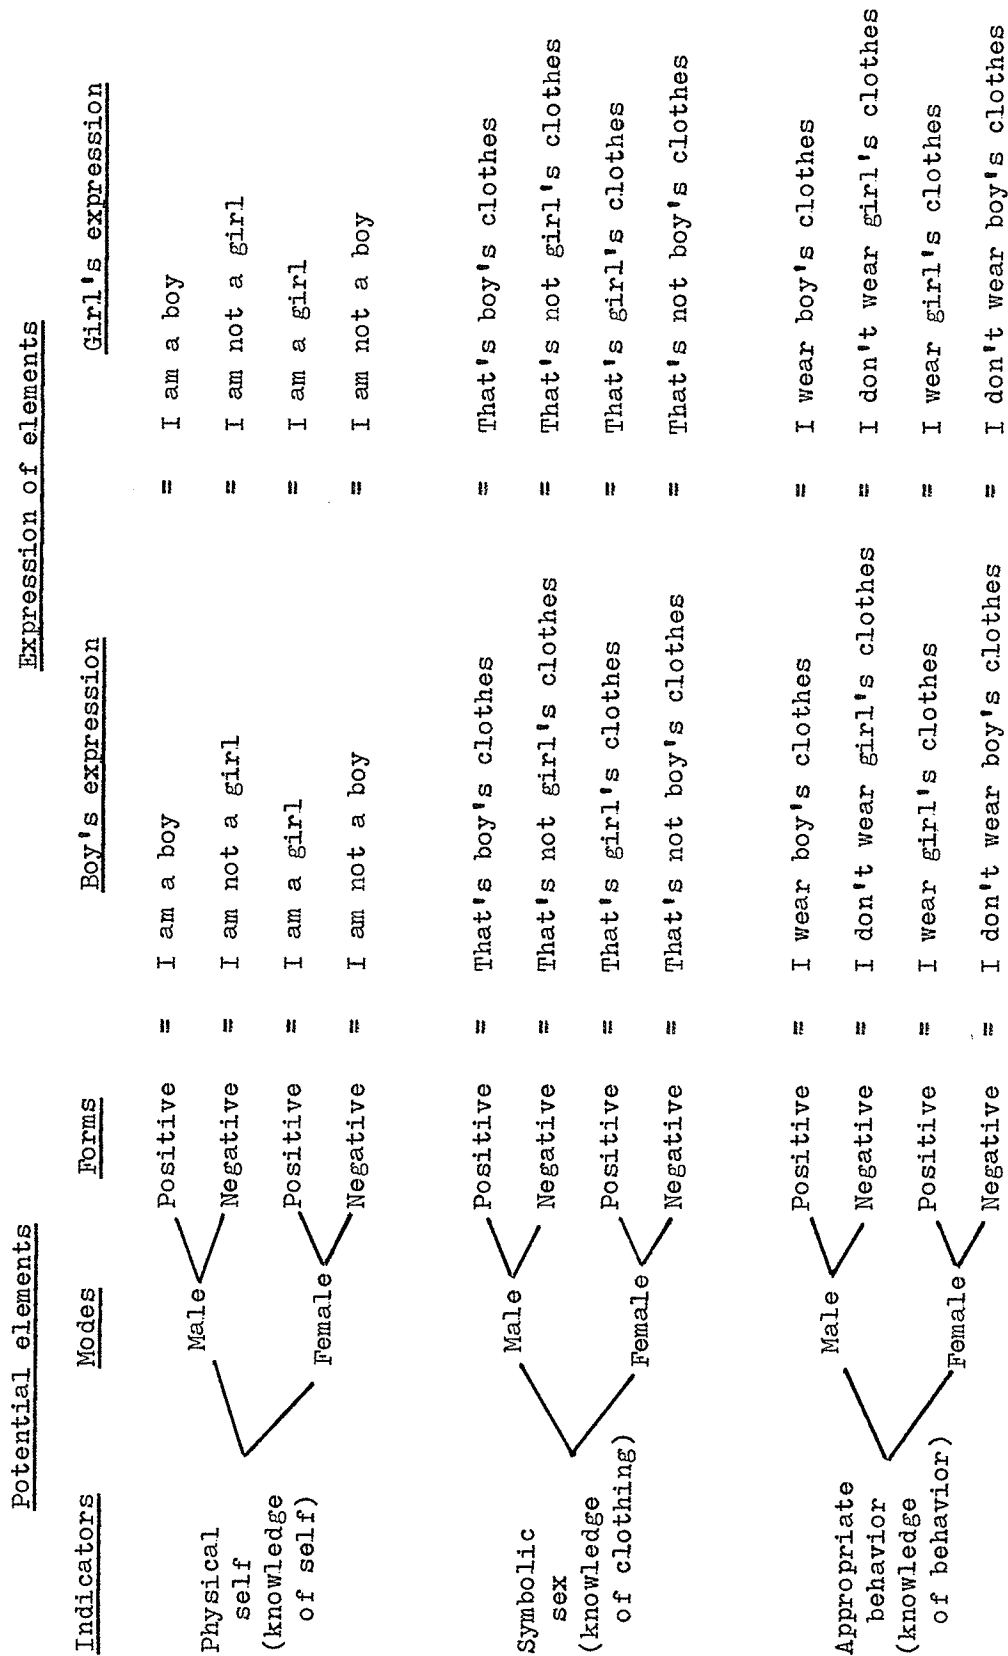 Potential elements Expression of elements
Indicators Modes Forms Boy's expression Girl's expression
Physical self (knowledge of self)
Male Positive = I am a boy = I am a boy
Negative = I am not a girl = I am not a girl
Female Positive = I am a girl = I am a girl
Negative = I am not a boy = I am not a boy
Symbolic sex (knowledge of clothing)
Male Positive = That's boy's clothes = That's boy's clothes
Negative = That's not girl's clothes = That's not girl's clothes
Female Positive = That's girl's clothes = That's girl's clothes
Negative = That's not boy's clothes = That's not boy's clothes
Appropriate behavior (knowledge of behavior)
Male Positive = I wear boy's clothes = I wear boy's clothes
Negative = I don't wear girl's clothes = I don't wear girl's clothes
Female Positive = I wear girl's clothes = I wear girl's clothes
Negative = I don't wear boy's clothes = I don't wear boy's clothes